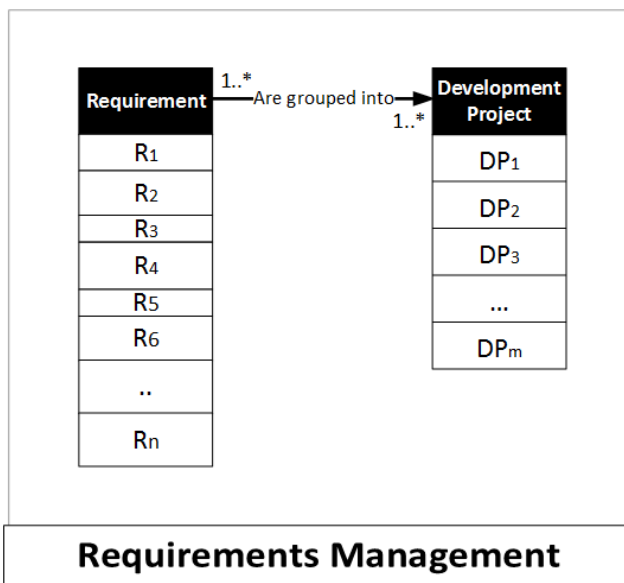 Requirement
1..*
Are grouped into
1..*
Development
Project
R1
R2
R3
R4
R5
R6
..
Rn
DP1
DP2
DP3
...
DPm
Requirements Management